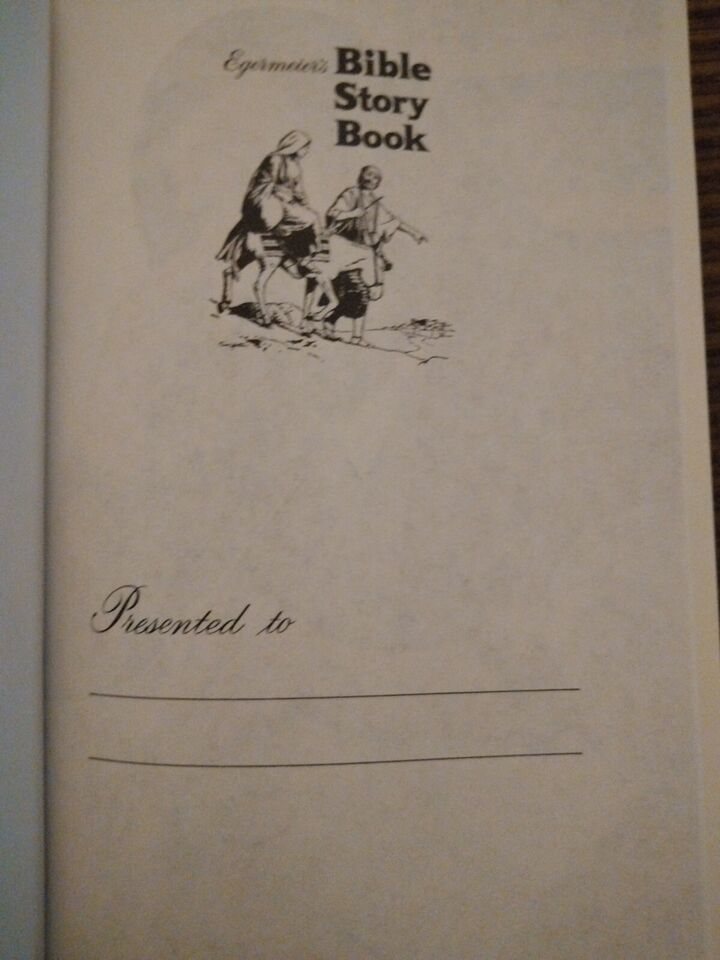 Egermeier's Bible
Story
Book
Presented to